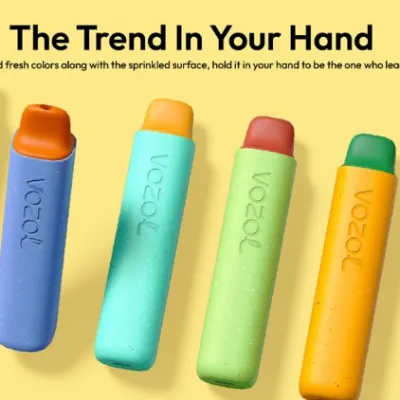 The Trend In Your Hand
fresh colors along with the sprinkled surface, hold it in your hand to be the one who
VOZOL
VOZOL
VOZOL
VOZOL